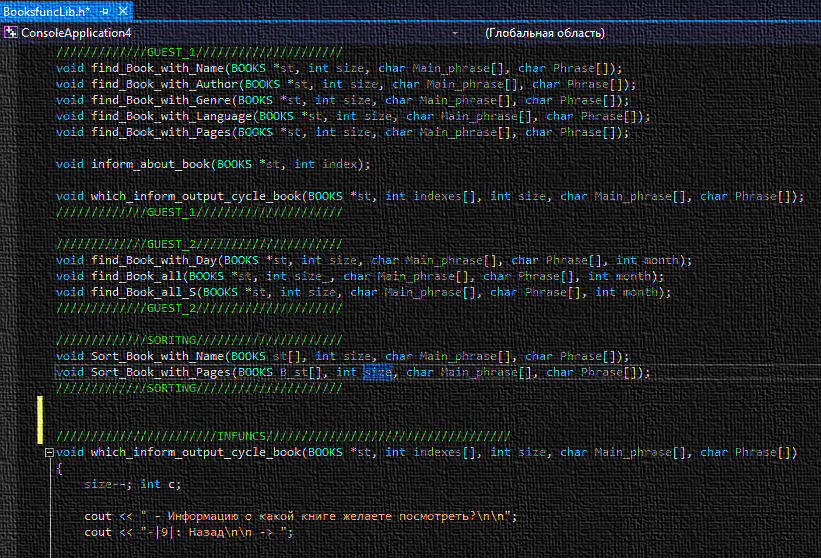 BooksfuncLib.h*
ConsoleApplication4 (Глобальная область)
/////////////GUEST_1/////////////////////
void find_Book_with_Name(BOOKS *st, int size, char Main_phrase[], char Phrase[]);
void find_Book_with_Author(BOOKS *st, int size, char Main_phrase[], char Phrase[]);
void find_Book_with_Genre(BOOKS *st, int size, char Main_phrase[], char Phrase[]);
void find_Book_with_Language(BOOKS *st, int size, char Main_phrase[], char Phrase[]);
void find_Book_with_Pages(BOOKS *st, int size, char Main_phrase[], char Phrase[]);
void inform_about_book(BOOKS *st, int index);
void which_inform_output_cycle_book(BOOKS *st, int indexes[], int size, char Main_phrase[], char Phrase[]);
/////////////GUEST_1/////////////////////
/////////////GUEST_2/////////////////////
void find_Book_with_Day(BOOKS *st, int size, char Main_phrase[], char Phrase[], int month);
void find_Book_all(BOOKS *st, int size_, char Main_phrase[], char Phrase[], int month);
void find_Book_all_S(BOOKS *st, int size, char Main_phrase[], char Phrase[], int month);
/////////////GUEST_2/////////////////////
/////////////SORITNG/////////////////////
void Sort_Book_with_Name(BOOKS st[], int size, char Main_phrase[], char Phrase[]);
void Sort_Book_with_Pages(BOOKS B_st[], int size, char Main_phrase[], char Phrase[]);
/////////////SORTING/////////////////////
///////////////////////INFUNCS///////////////////////////////////
void which_inform_output_cycle_book(BOOKS *st, int indexes[], int size, char Main_phrase[], char Phrase[])
{
size--; int c;
cout << " - Информацию о какой книге желаете посмотреть?\n\n";
cout << "-|9|: Назад\n\n -> ";